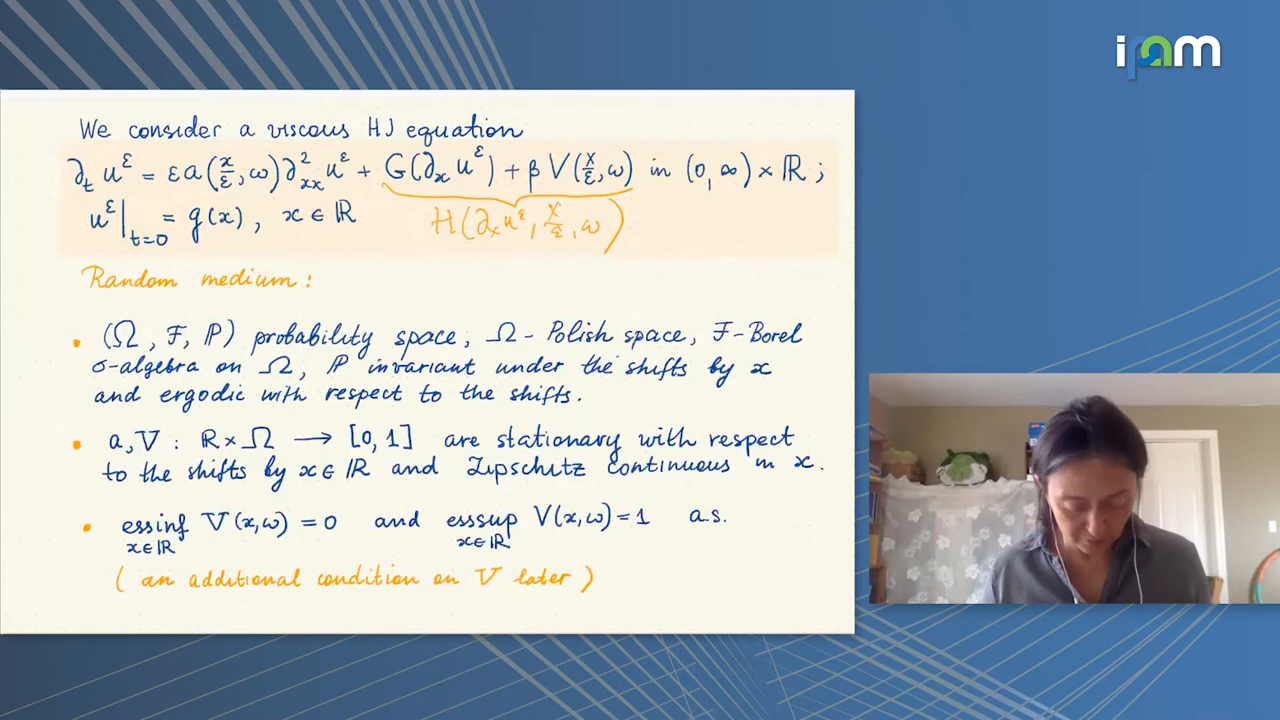 ipam
We consider a viscous HJ equation
∂_t u^ε = εa(x/ε, ω)∂²_xx u^ε + G(∂_x u^ε) + βV(x/ε, ω) in (0, ∞) × ℝ ;
u^ε|_{t=0} = g(x), x ∈ ℝ
H(∂_x u^ε, x/ε, ω)
Random medium :
• (Ω, F, ℙ) probability space, Ω - Polish space, F-Borel
σ-algebra on Ω, ℙ invariant under the shifts by x
and ergodic with respect to the shifts.
• a, V : ℝ × Ω → [0, 1] are stationary with respect
to the shifts by x ∈ ℝ and Lipschitz continuous in x.
• essinf_{x∈ℝ} V(x, ω) = 0 and esssup_{x∈ℝ} V(x, ω) = 1 a.s.
( an additional condition on V later )